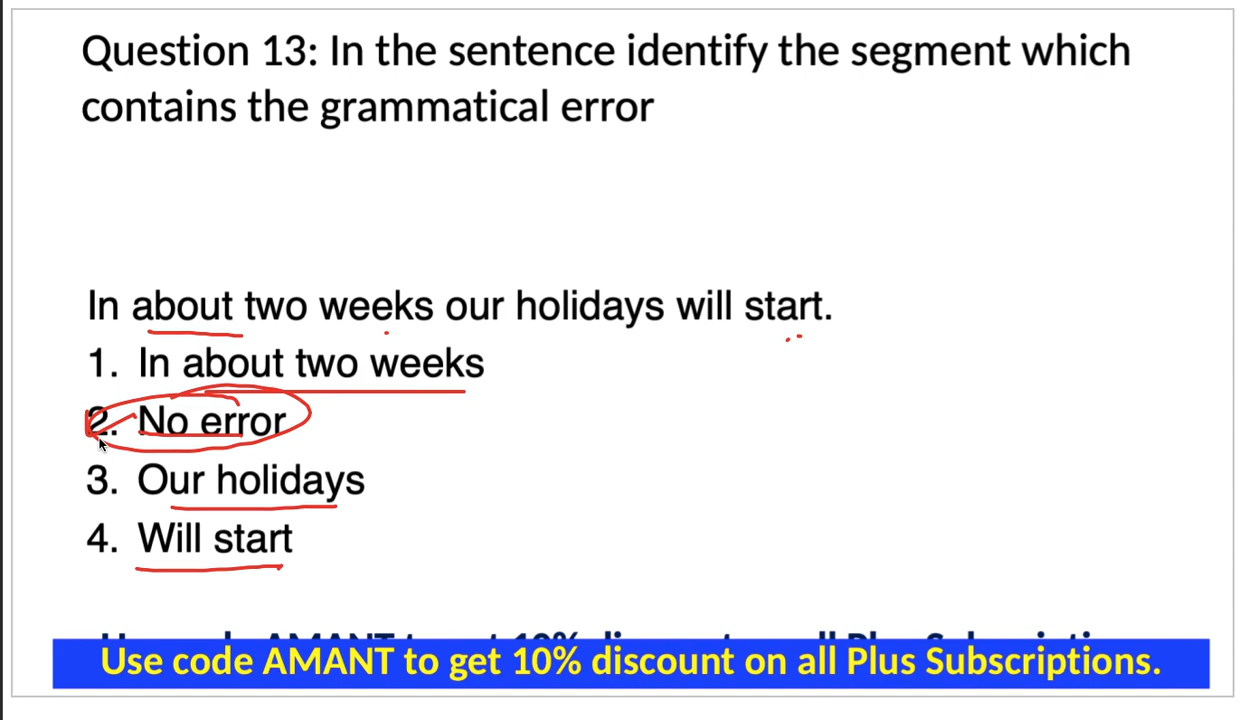 Question 13: In the sentence identify the segment which
contains the grammatical error
In about two weeks our holidays will start.
1. In about two weeks
2. No error
3. Our holidays
4. Will start
Use code AMANT to get 10% discount on all Plus Subscriptions.